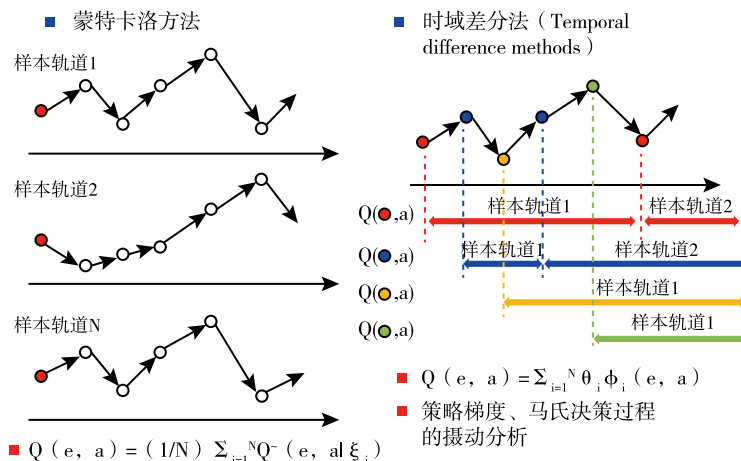 蒙特卡洛方法
样本轨道1
样本轨道2
样本轨道N
Q(e, a)=(1/N) Σᵢ₌₁ᴺQ~(e, a|ξᵢ)
时域差分法(Temporal
difference methods)
样本轨道1
样本轨道2
Q(●,a)
样本轨道1
样本轨道2
Q(●,a)
样本轨道1
Q(●,a)
样本轨道1
Q(●,a)
Q(e, a)=Σᵢ₌₁ᴺ θᵢ ϕᵢ (e, a)
策略梯度、马氏决策过程
的摄动分析